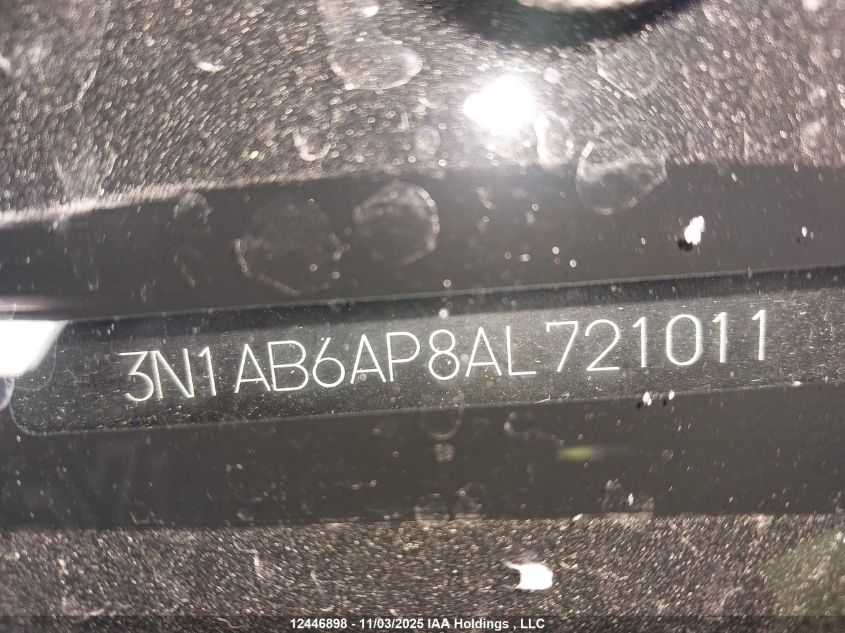 3N1AB6AP8AL721011
12446898 - 11/03/2025 IAA Holdings , LLC